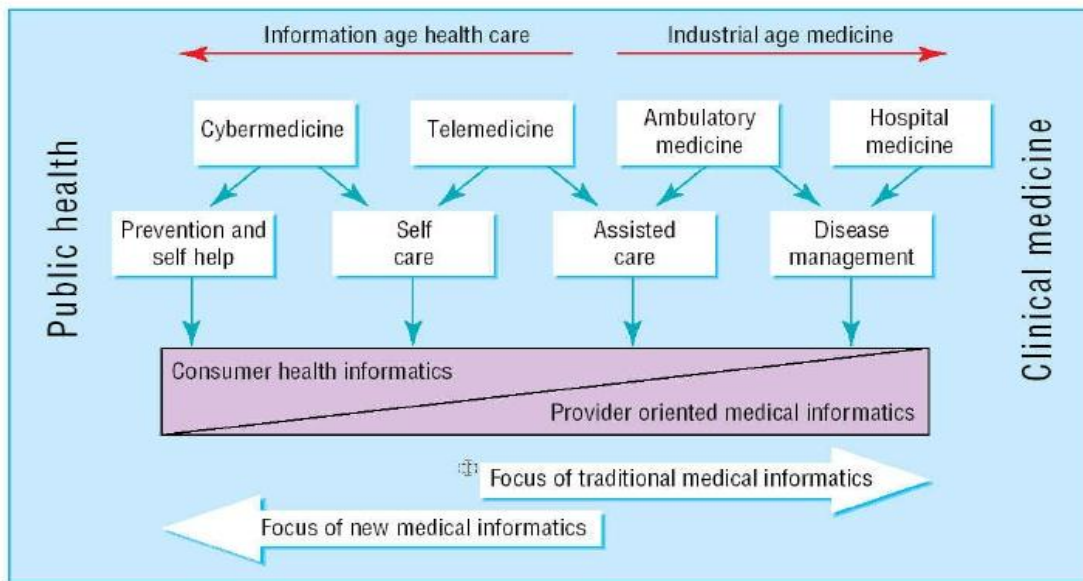 Information age health care
Industrial age medicine
Public health
Clinical medicine
Cybermedicine
Telemedicine
Ambulatory
medicine
Hospital
medicine
Prevention and
self help
Self
care
Assisted
care
Disease
management
Consumer health informatics
Provider oriented medical informatics
Focus of traditional medical informatics
Focus of new medical informatics